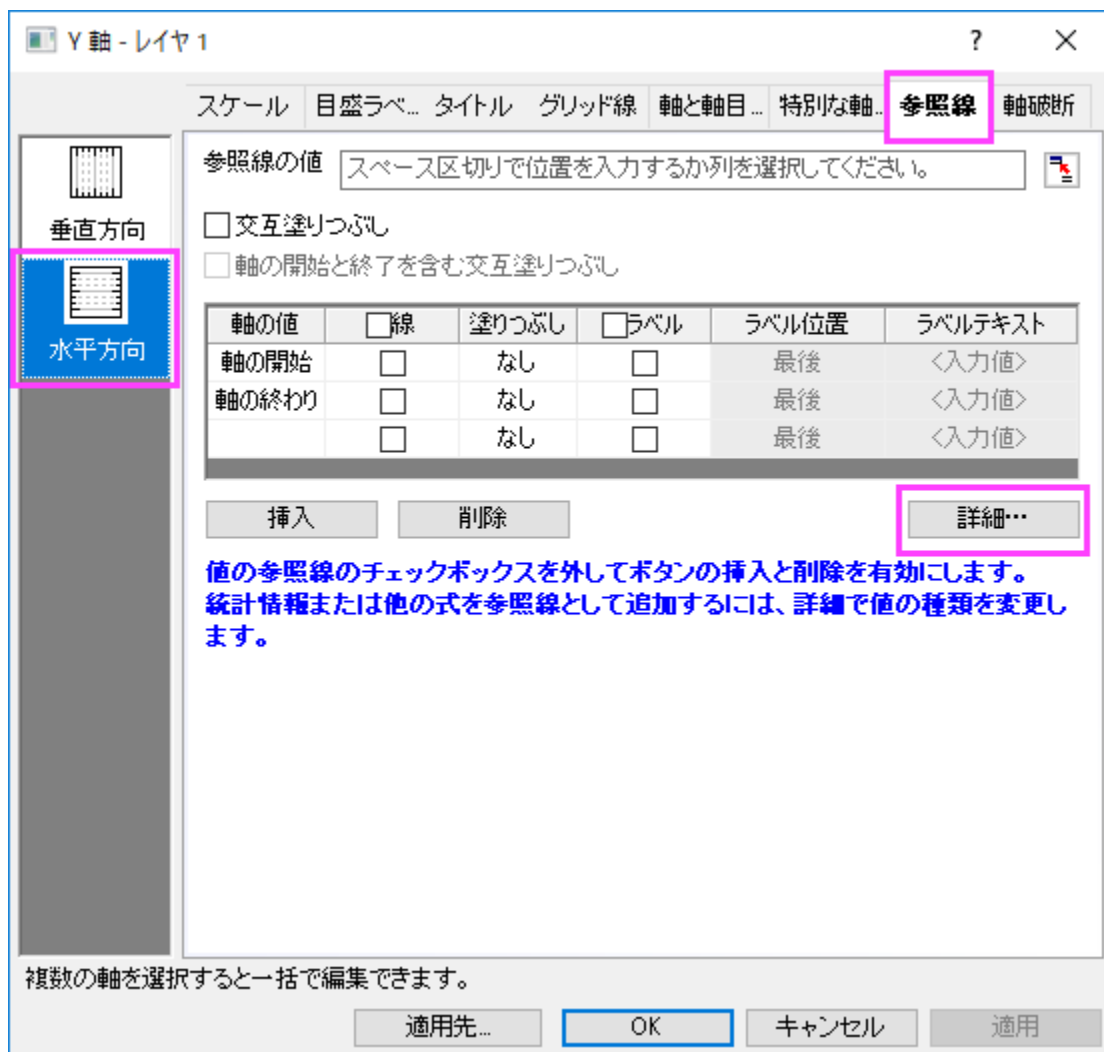 Y 軸 - レイヤ 1
?
スケール 目盛ラベ... タイトル グリッド線 軸と軸目... 特別な軸... 参照線 軸破断
垂直方向
水平方向
参照線の値 スペース区切りで位置を入力するか列を選択してください。
交互塗りつぶし
軸の開始と終了を含む交互塗りつぶし
軸の値 線 塗りつぶし ラベル ラベル位置 ラベルテキスト
軸の開始 なし 最後 <入力値>
軸の終わり なし 最後 <入力値>
なし 最後 <入力値>
挿入 削除 詳細…
値の参照線のチェックボックスを外してボタンの挿入と削除を有効にします。
統計情報または他の式を参照線として追加するには、詳細で値の種類を変更し
ます。
複数の軸を選択すると一括で編集できます。
適用先... OK キャンセル 適用